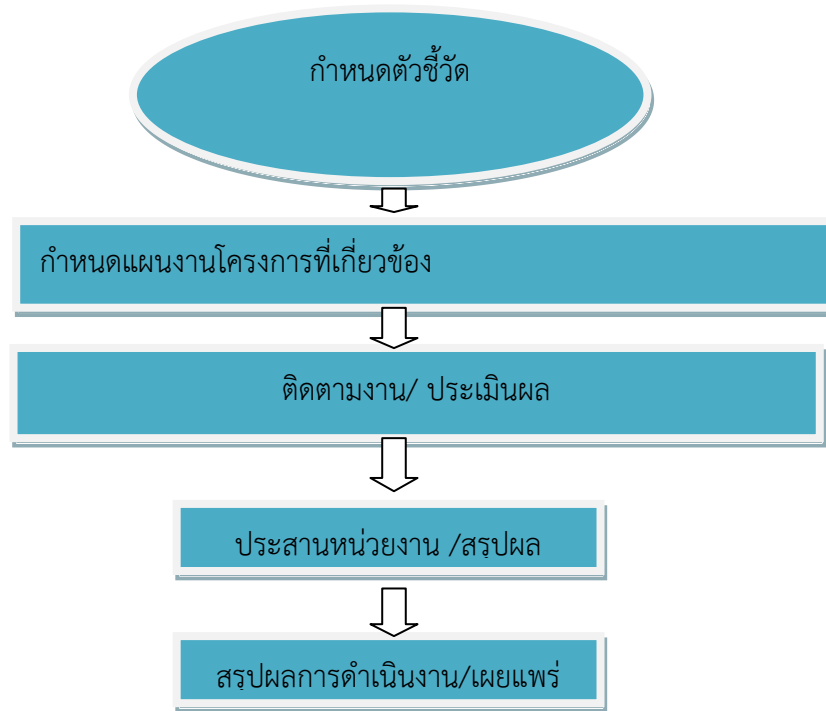 กำหนดตัวชี้วัด
กำหนดแผนงานโครงการที่เกี่ยวข้อง
ติดตามงาน/ ประเมินผล
ประสานหน่วยงาน /สรุปผล
สรุปผลการดำเนินงาน/เผยแพร่